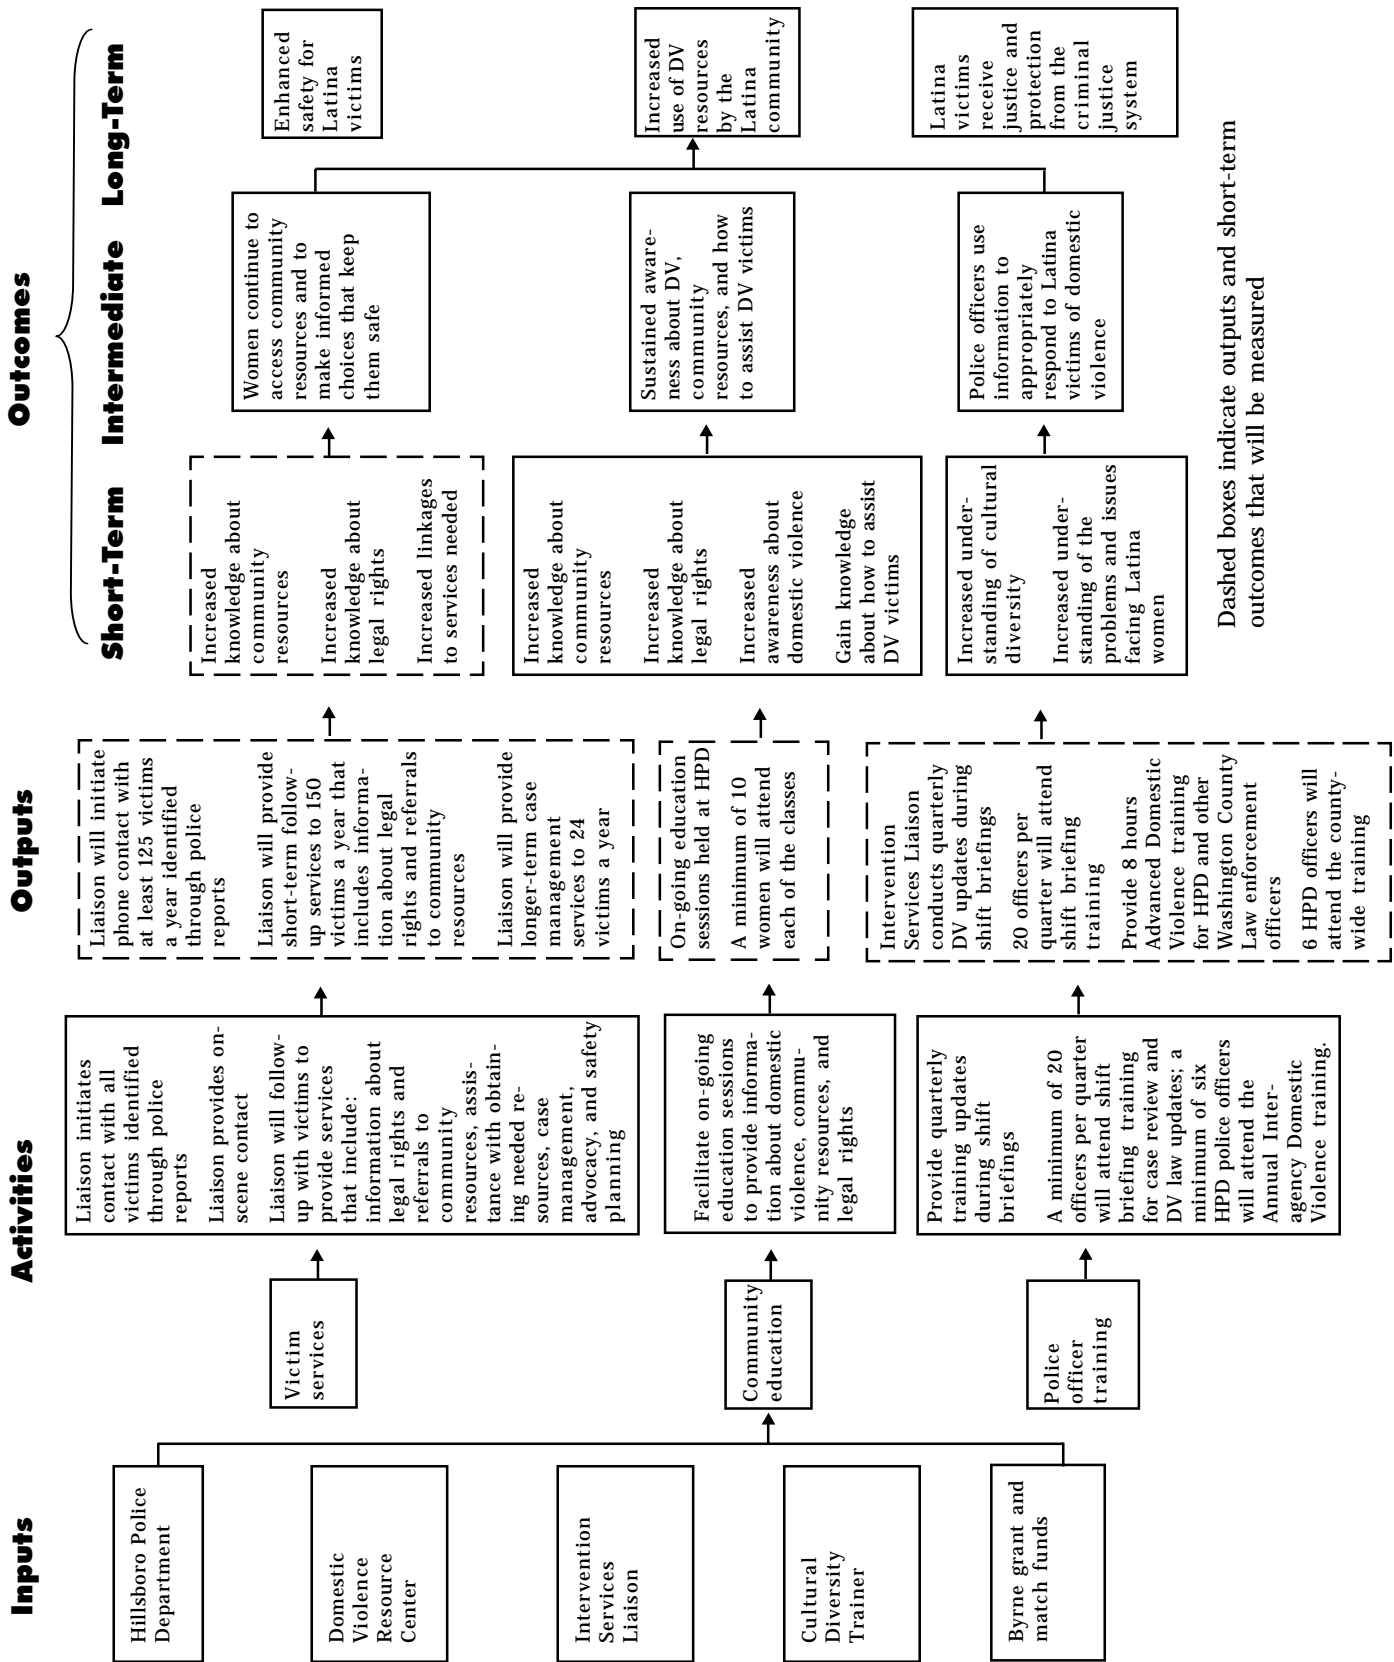 Outcomes
Inputs
Activities
Outputs
Short-Term
Intermediate
Long-Term
Hillsboro Police
Department
Domestic
Violence
Resource
Center
Intervention
Services
Liaison
Cultural
Diversity
Trainer
Byrne grant and
match funds
Victim
services
Community
education
Police
officer
training
Liaison initiates
contact with all
victims identified
through police
reports
Liaison provides on-
scene contact
Liaison will follow-
up with victims to
provide services
that include:
information about
legal rights and
referrals to
community
resources, assis-
tance with obtain-
ing needed re-
sources, case
management,
advocacy, and safety
planning
Facilitate on-going
education sessions
to provide informa-
tion about domestic
violence, commu-
nity resources, and
legal rights
Provide quarterly
training updates
during shift
briefings
A minimum of 20
officers per quarter
will attend shift
briefing training
for case review and
DV law updates; a
minimum of six
HPD police officers
will attend the
Annual Inter-
agency Domestic
Violence training.
Liaison will initiate
phone contact with
at least 125 victims
a year identified
through police
reports
Liaison will provide
short-term follow-
up services to 150
victims a year that
includes informa-
tion about legal
rights and referrals
to community
resources
Liaison will provide
longer-term case
management
services to 24
victims a year
On-going education
sessions held at HPD
A minimum of 10
women will attend
each of the classes
Intervention
Services Liaison
conducts quarterly
DV updates during
shift briefings
20 officers per
quarter will attend
shift briefing
training
Provide 8 hours
Advanced Domestic
Violence training
for HPD and other
Washington County
Law enforcement
officers
6 HPD officers will
attend the county-
wide training
Increased
knowledge about
community
resources
Increased
knowledge about
legal rights
Increased linkages
to services needed
Increased
knowledge about
community
resources
Increased
knowledge about
legal rights
Increased
awareness about
domestic violence
Gain knowledge
about how to assist
DV victims
Increased under-
standing of cultural
diversity
Increased under-
standing of the
problems and issues
facing Latina
women
Women continue to
access community
resources and to
make informed
choices that keep
them safe
Sustained aware-
ness about DV,
community
resources, and how
to assist DV victims
Police officers use
information to
appropriately
respond to Latina
victims of domestic
violence
Enhanced
safety for
Latina
victims
Increased
use of DV
resources
by the
Latina
community
Latina
victims
receive
justice and
protection
from the
criminal
justice
system
Dashed boxes indicate outputs and short-term
outcomes that will be measured